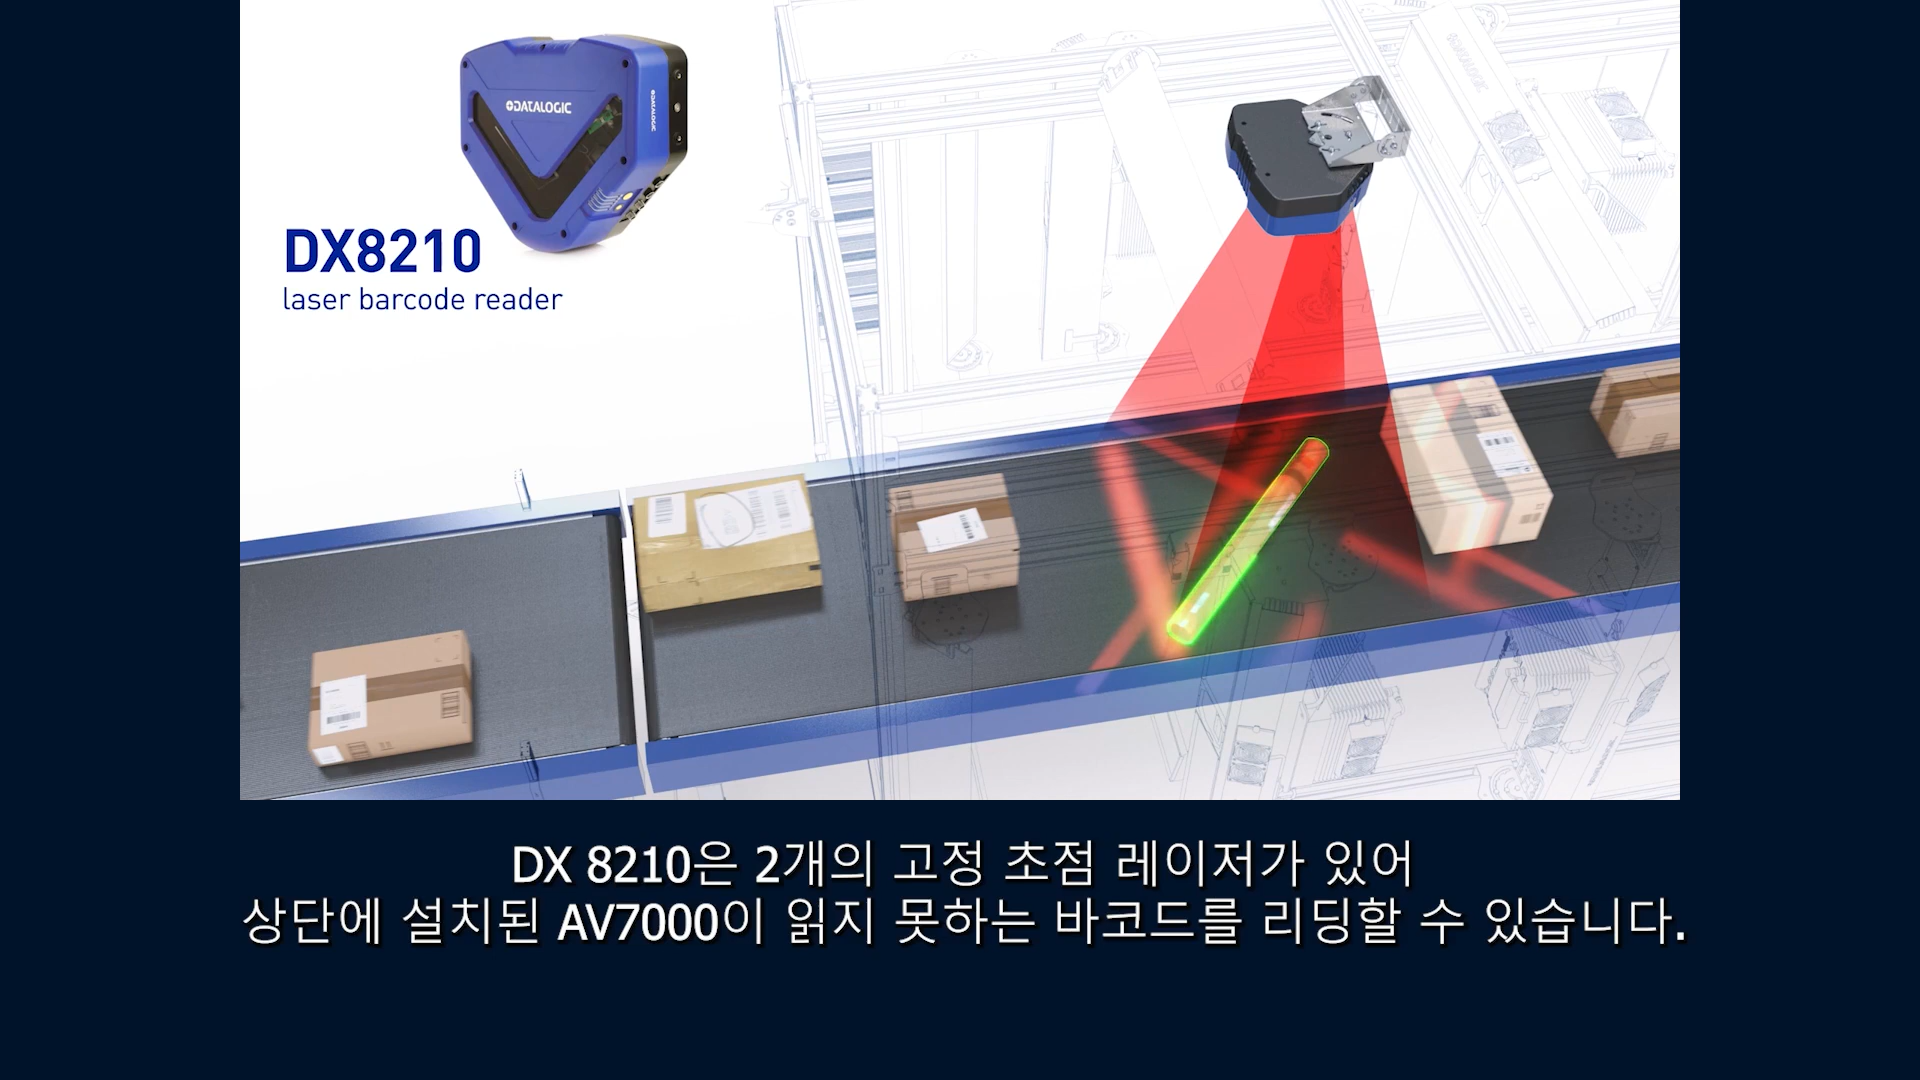 DATALOGIC
DATALOGIC
DX8210
laser barcode reader
DX 8210은 2개의 고정 초점 레이저가 있어
상단에 설치된 AV7000이 읽지 못하는 바코드를 리딩할 수 있습니다.